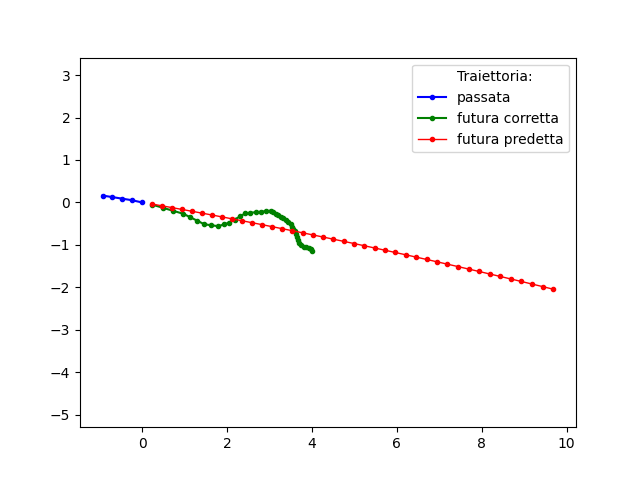 Traiettoria:
passata
futura corretta
futura predetta
3
2
1
0
−1
−2
−3
−4
−5
0 2 4 6 8 10